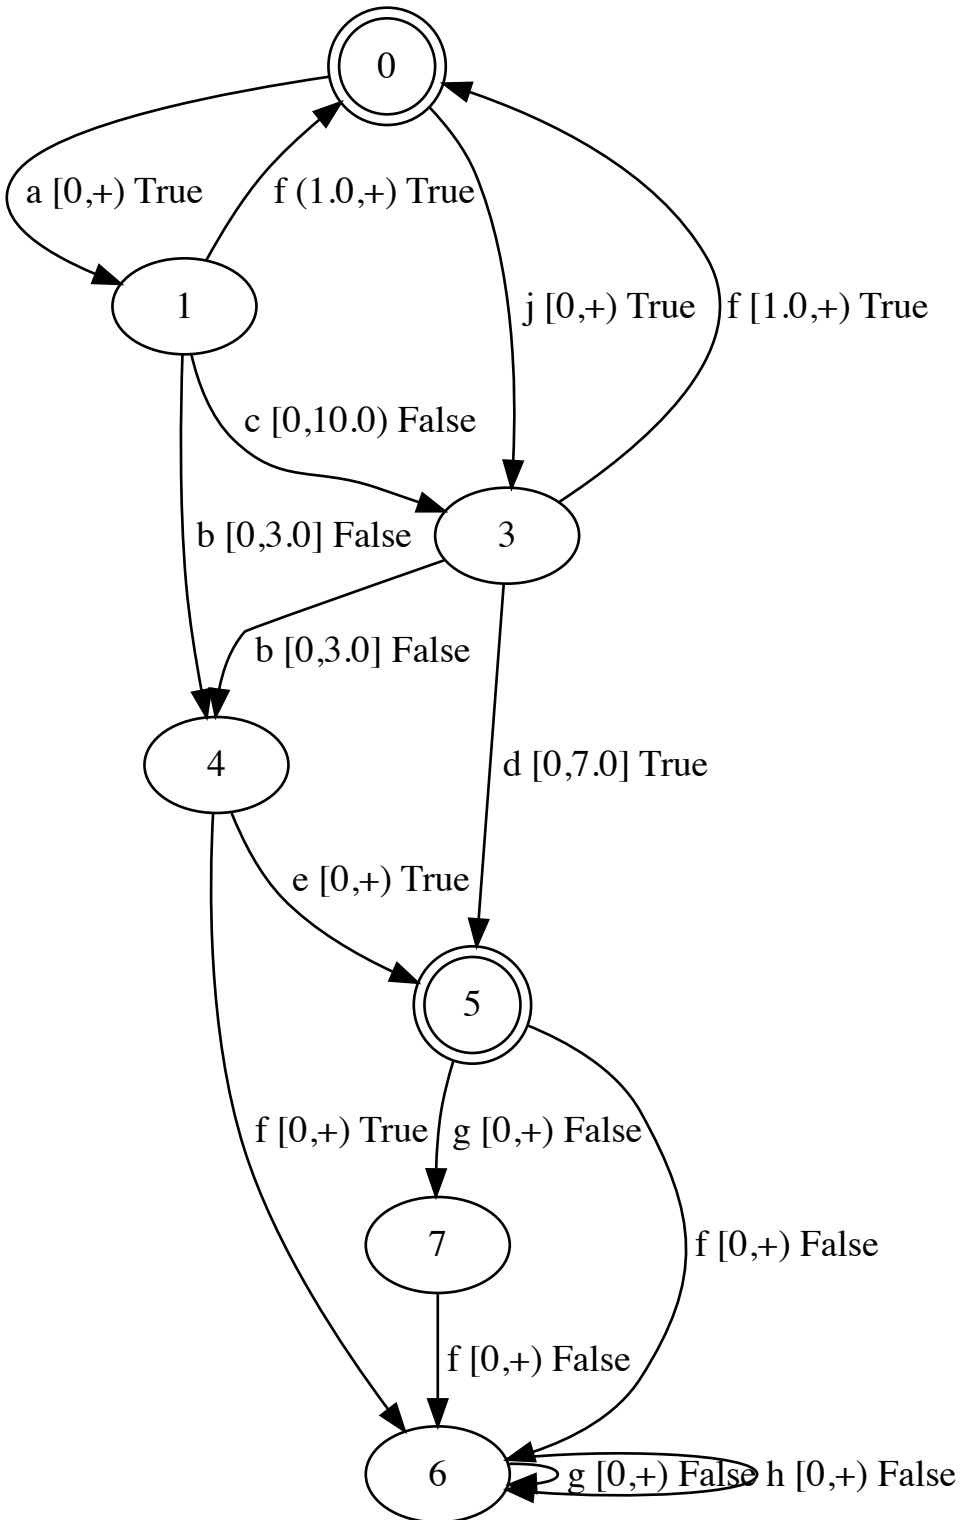 0
a [0,+) True
f (1.0,+) True
1
j [0,+) True
f [1.0,+) True
c [0,10.0) False
b [0,3.0] False
3
b [0,3.0] False
4
d [0,7.0] True
e [0,+) True
5
f [0,+) True
g [0,+) False
7
f [0,+) False
f [0,+) False
6
g [0,+) False
h [0,+) False